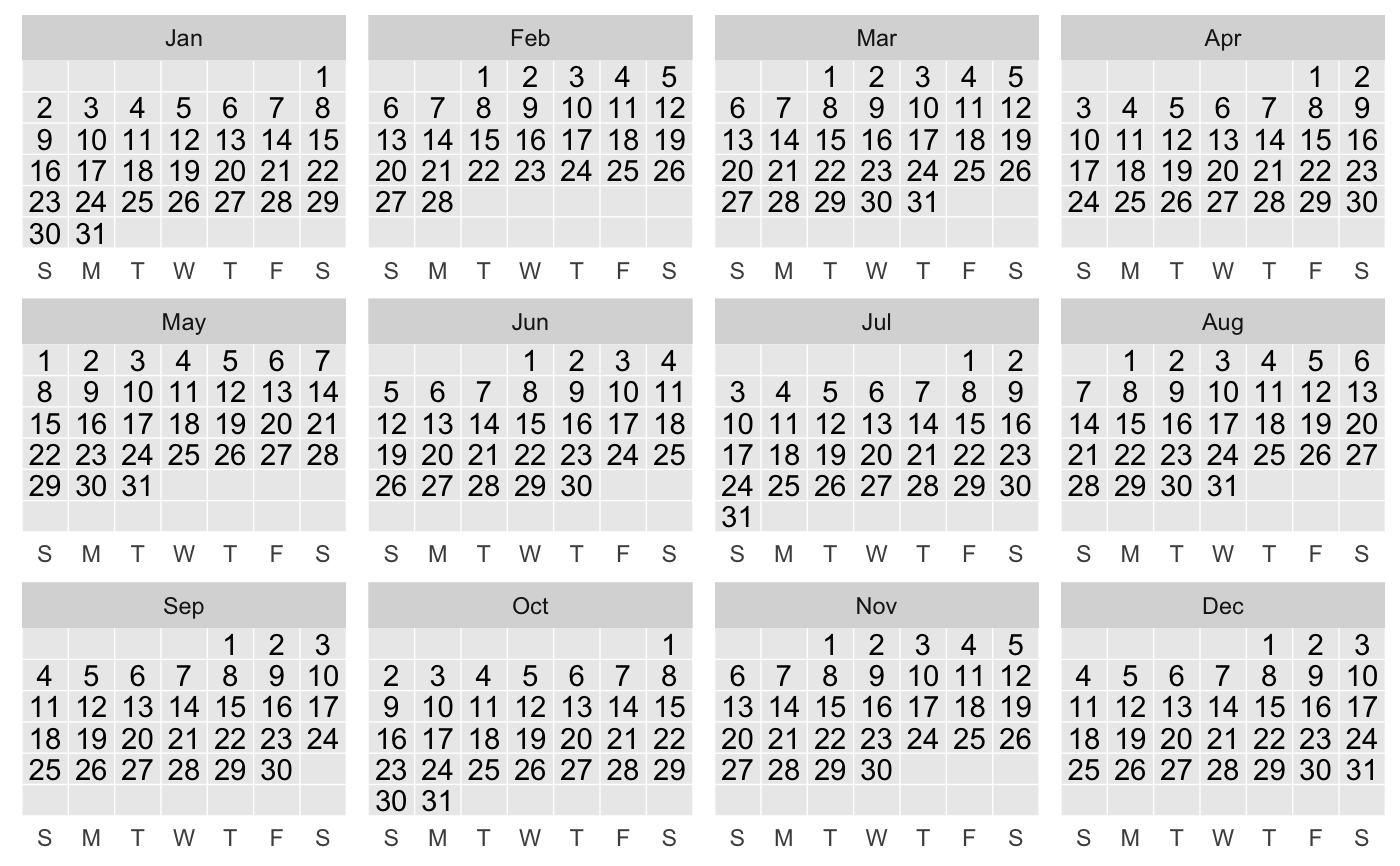 Jan
1
2 3 4 5 6 7 8
9 10 11 12 13 14 15
16 17 18 19 20 21 22
23 24 25 26 27 28 29
30 31
S M T W T F S
Feb
1 2 3 4 5
6 7 8 9 10 11 12
13 14 15 16 17 18 19
20 21 22 23 24 25 26
27 28
S M T W T F S
Mar
1 2 3 4 5
6 7 8 9 10 11 12
13 14 15 16 17 18 19
20 21 22 23 24 25 26
27 28 29 30 31
S M T W T F S
Apr
1 2
3 4 5 6 7 8 9
10 11 12 13 14 15 16
17 18 19 20 21 22 23
24 25 26 27 28 29 30
S M T W T F S
May
1 2 3 4 5 6 7
8 9 10 11 12 13 14
15 16 17 18 19 20 21
22 23 24 25 26 27 28
29 30 31
S M T W T F S
Jun
1 2 3 4
5 6 7 8 9 10 11
12 13 14 15 16 17 18
19 20 21 22 23 24 25
26 27 28 29 30
S M T W T F S
Jul
1 2
3 4 5 6 7 8 9
10 11 12 13 14 15 16
17 18 19 20 21 22 23
24 25 26 27 28 29 30
31
S M T W T F S
Aug
1 2 3 4 5 6
7 8 9 10 11 12 13
14 15 16 17 18 19 20
21 22 23 24 25 26 27
28 29 30 31
S M T W T F S
Sep
1 2 3
4 5 6 7 8 9 10
11 12 13 14 15 16 17
18 19 20 21 22 23 24
25 26 27 28 29 30
S M T W T F S
Oct
1
2 3 4 5 6 7 8
9 10 11 12 13 14 15
16 17 18 19 20 21 22
23 24 25 26 27 28 29
30 31
S M T W T F S
Nov
1 2 3 4 5
6 7 8 9 10 11 12
13 14 15 16 17 18 19
20 21 22 23 24 25 26
27 28 29 30
S M T W T F S
Dec
1 2 3
4 5 6 7 8 9 10
11 12 13 14 15 16 17
18 19 20 21 22 23 24
25 26 27 28 29 30 31
S M T W T F S